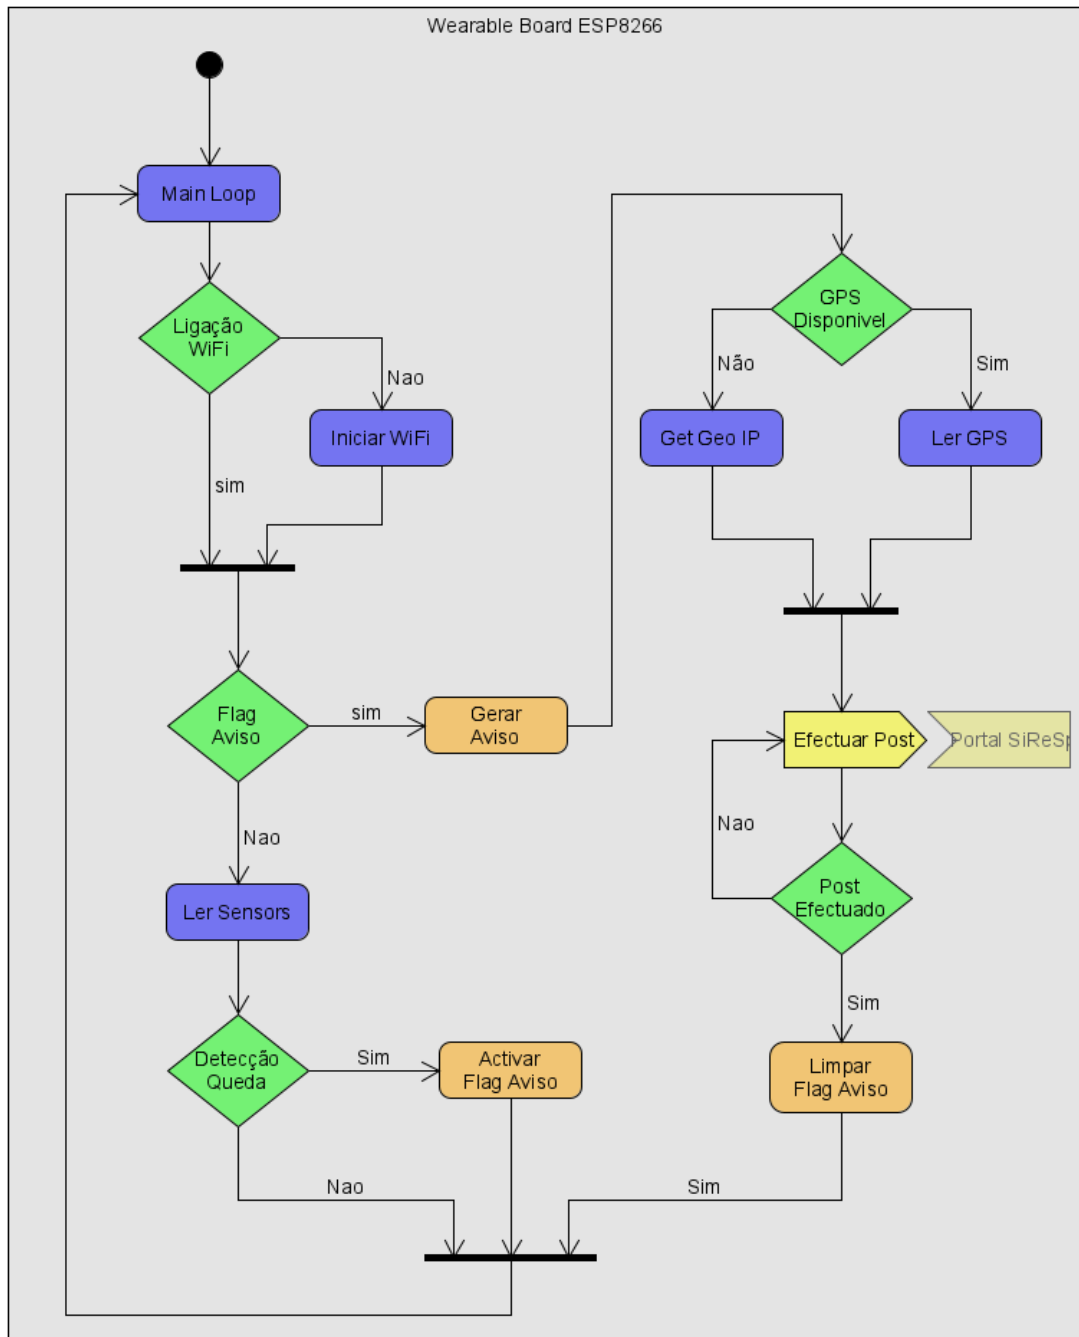 Wearable Board ESP8266
Main Loop
Ligação
WiFi
Nao
Iniciar WiFi
sim
Flag
Aviso
sim
Gerar
Aviso
Nao
Ler Sensors
Detecção
Queda
Sim
Activar
Flag Aviso
Nao
GPS
Disponivel
Não
Sim
Get Geo IP
Ler GPS
Efectuar Post
Portal SiReSp
Nao
Post
Efectuado
Sim
Limpar
Flag Aviso
Sim